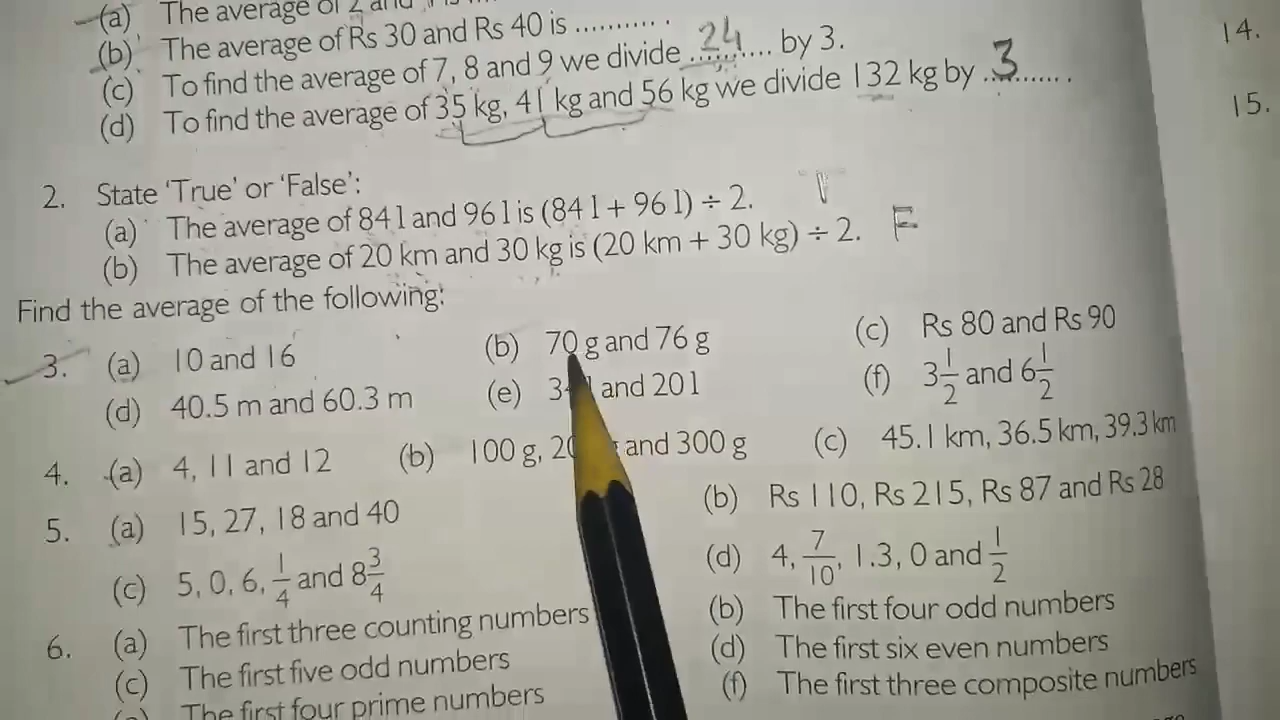 (a) The average of 2 and
(b) The average of Rs 30 and Rs 40 is ..........
(c) To find the average of 7, 8 and 9 we divide ...24... by 3.
(d) To find the average of 35 kg, 41 kg and 56 kg we divide 132 kg by ..3........
14.
15.
2. State ‘True’ or ‘False’:
(a) The average of 84 l and 96 l is (84 l + 96 l) ÷ 2. T
(b) The average of 20 km and 30 kg is (20 km + 30 kg) ÷ 2. F
Find the average of the following:
3. (a) 10 and 16 (b) 70 g and 76 g (c) Rs 80 and Rs 90
(d) 40.5 m and 60.3 m (e) and 20 l (f) 3 1/2 and 6 1/2
4. (a) 4, 11 and 12 (b) 100 g, and 300 g (c) 45.1 km, 36.5 km, 39.3 km
5. (a) 15, 27, 18 and 40 (b) Rs 110, Rs 215, Rs 87 and Rs 28
(c) 5, 0, 6, 1/4 and 8 3/4 (d) 4, 7/10, 1.3, 0 and 1/2
6. (a) The first three counting numbers (b) The first four odd numbers
(c) The first five odd numbers (d) The first six even numbers
The first four prime numbers (f) The first three composite numbers